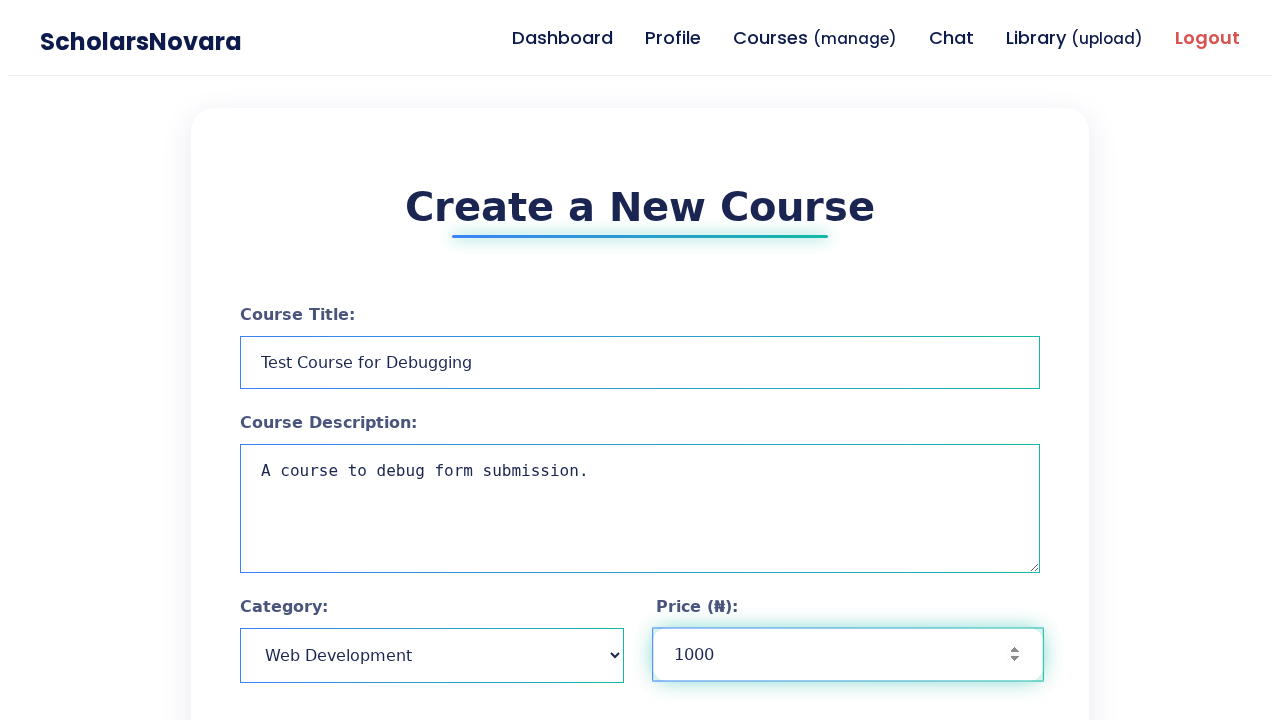 ScholarsNovara
Dashboard Profile Courses (manage) Chat Library (upload) Logout
Create a New Course
Course Title:
Test Course for Debugging
Course Description:
A course to debug form submission.
Category: Price (₦):
Web Development 1000